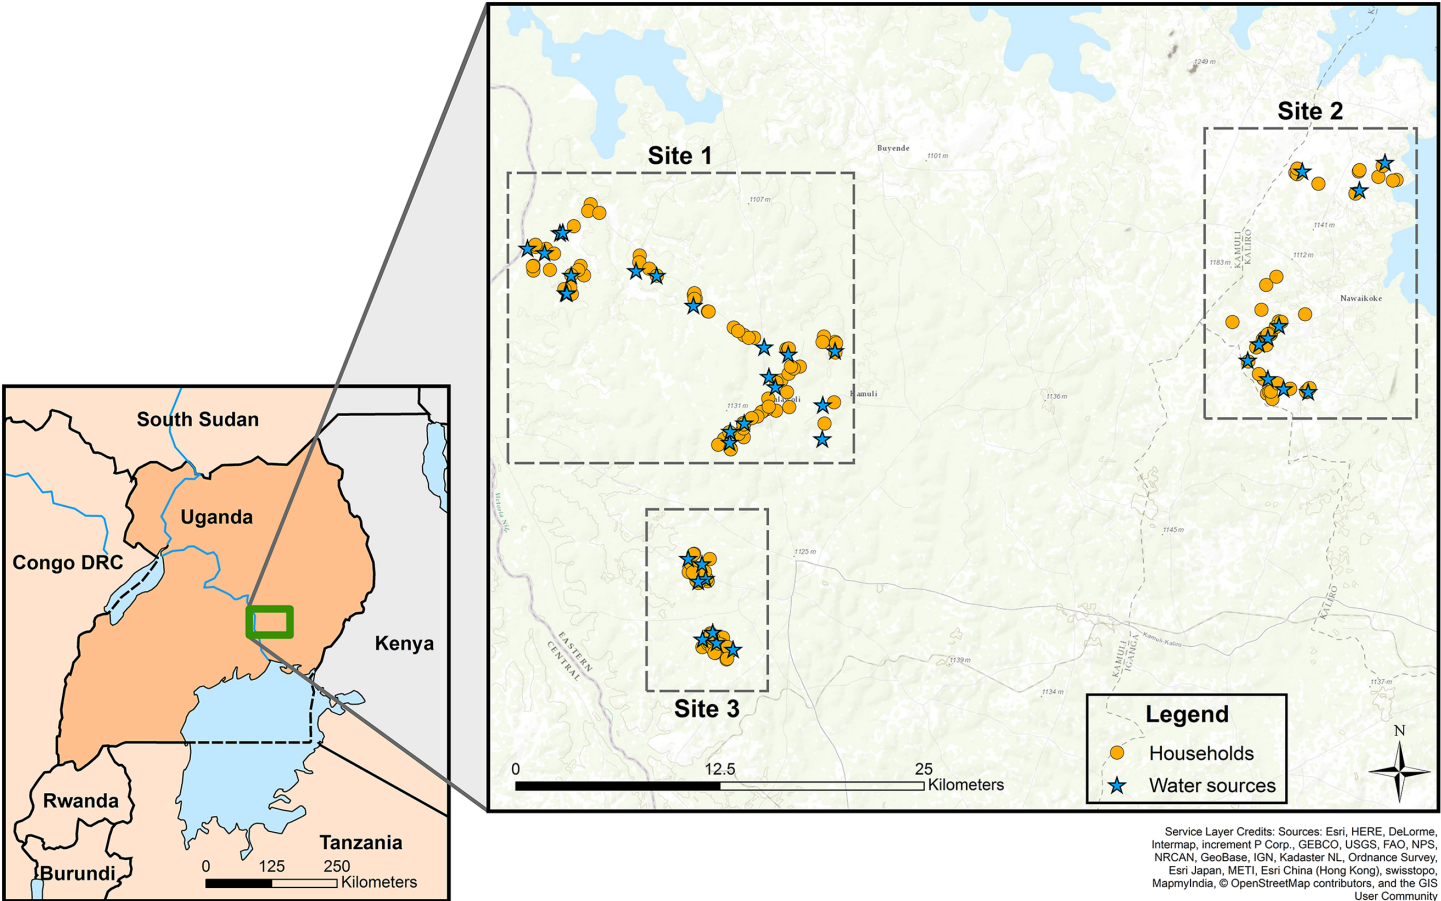 South Sudan
Uganda
Congo DRC
Kenya
Rwanda
Burundi
Tanzania
0 125 250
Kilometers
Site 1
Site 2
Site 3
Buyende
1101 m
1249 m
1107 m
1141 m
1112 m
1183 m
KAMULI
KALIRO
Nawaikoke
Kamuli
1131 m
1136 m
1145 m
1125 m
Victoria Nile
EASTERN
CENTRAL
1139 m
1134 m
1137 m
KAMULI
IGANGA
KALIRO
Kamuli-Kaliro
0 12.5 25
Kilometers
Legend
Households
Water sources
N
Service Layer Credits: Sources: Esri, HERE, DeLorme,
Intermap, increment P Corp., GEBCO, USGS, FAO, NPS,
NRCAN, GeoBase, IGN, Kadaster NL, Ordnance Survey,
Esri Japan, METI, Esri China (Hong Kong), swisstopo,
MapmyIndia, © OpenStreetMap contributors, and the GIS
User Community